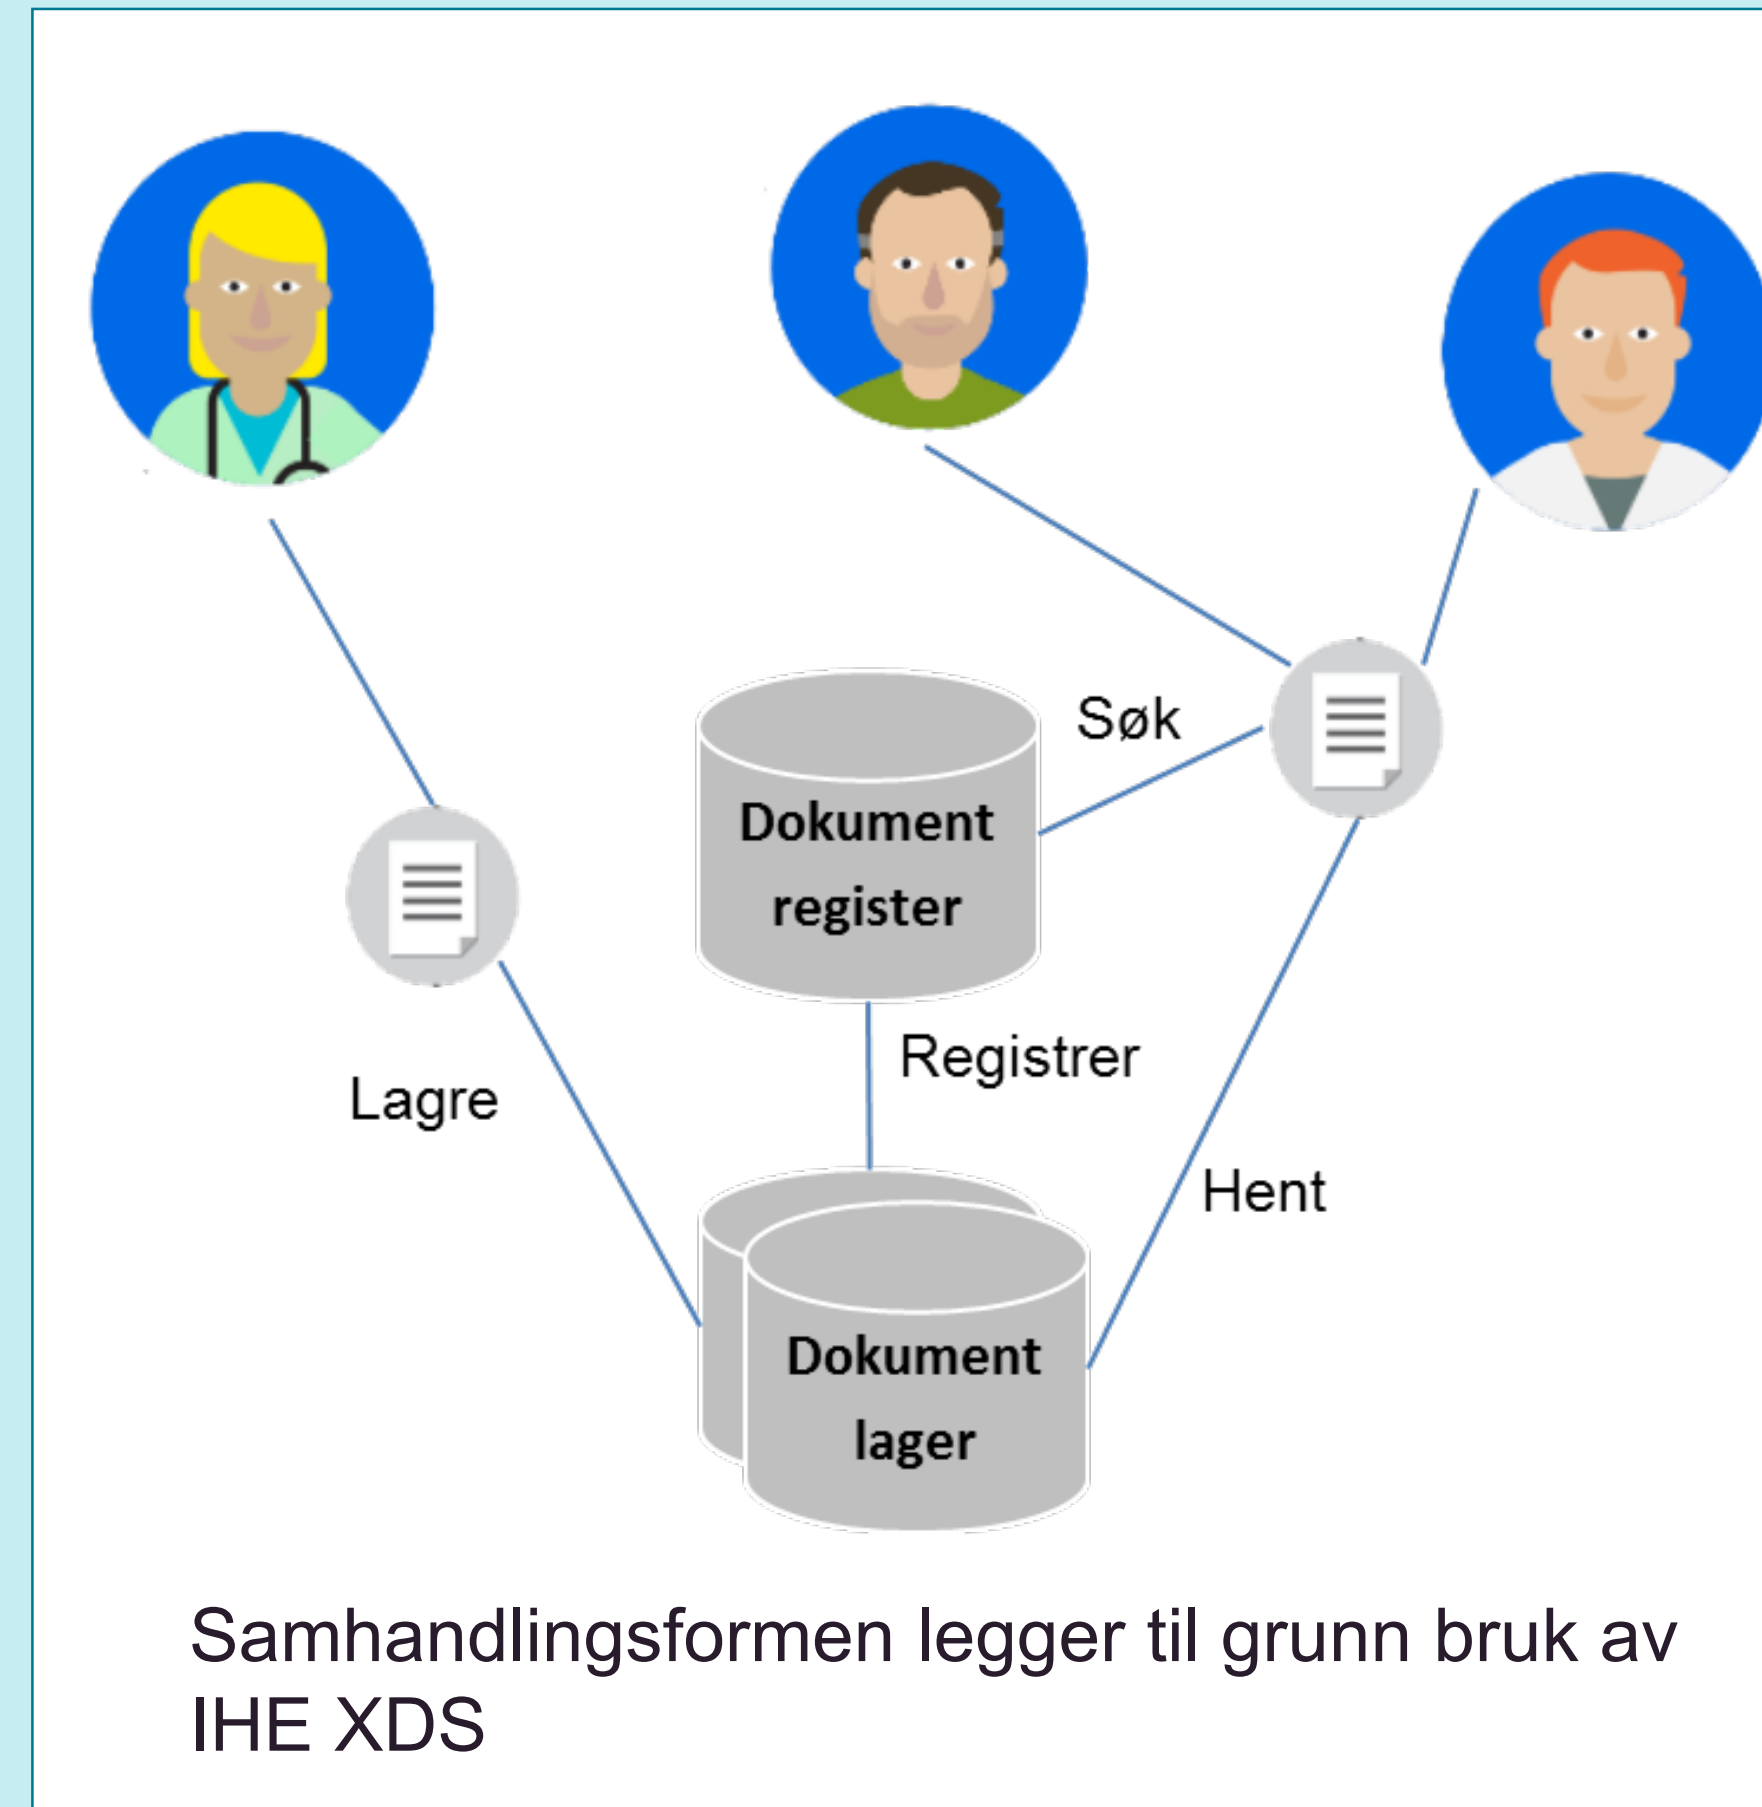 Søk
Dokument
register
Registrer
Lagre
Hent
Dokument
lager
Samhandlingsformen legger til grunn bruk av
IHE XDS